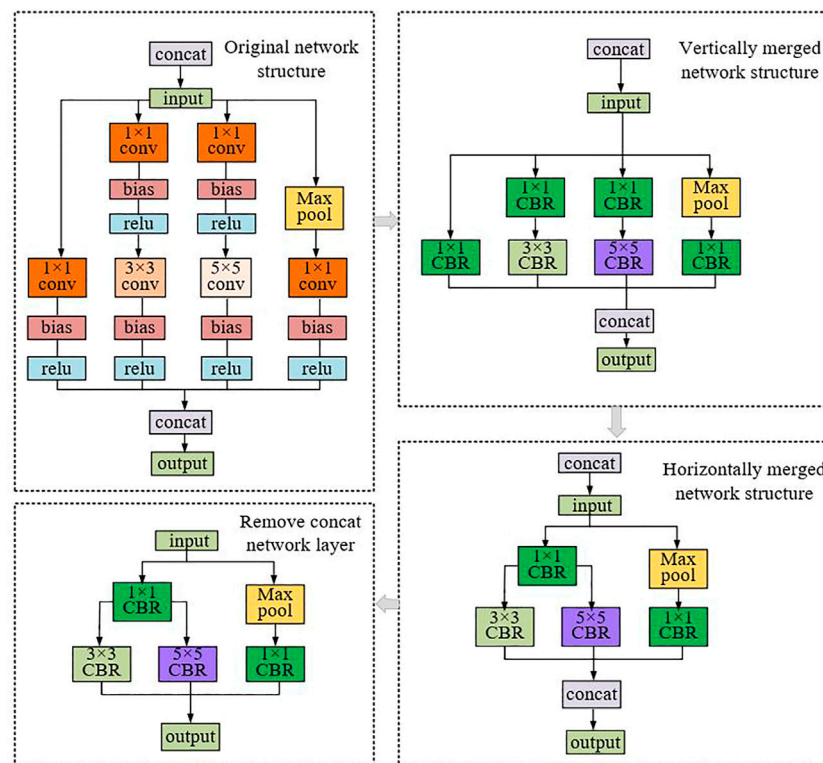 Original network
structure
concat
input
1×1
conv
1×1
conv
bias
bias
Max
pool
relu
relu
1×1
conv
3×3
conv
5×5
conv
1×1
conv
bias
bias
bias
bias
relu
relu
relu
relu
concat
output
Vertically merged
network structure
concat
input
1×1
CBR
1×1
CBR
Max
pool
1×1
CBR
3×3
CBR
5×5
CBR
1×1
CBR
concat
output
Horizontally merged
network structure
concat
input
1×1
CBR
Max
pool
3×3
CBR
5×5
CBR
1×1
CBR
concat
output
Remove concat
network layer
input
1×1
CBR
Max
pool
3×3
CBR
5×5
CBR
1×1
CBR
output